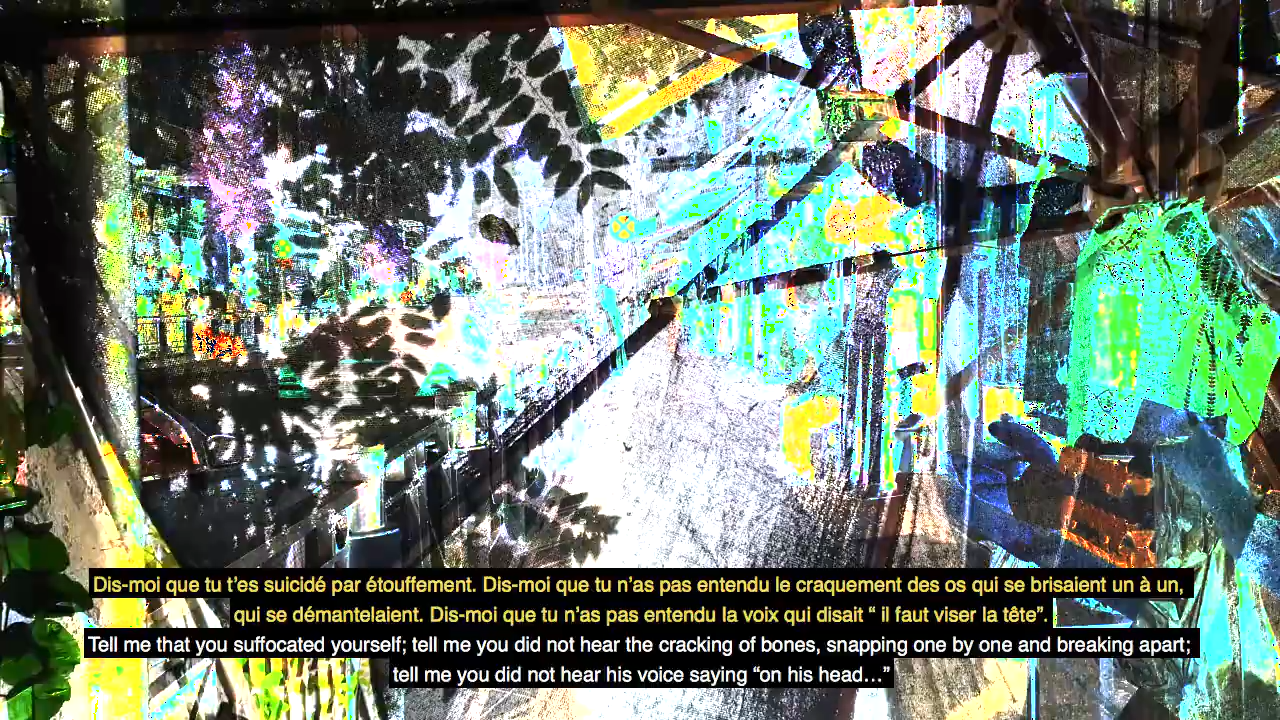 Dis-moi que tu t’es suicidé par étouffement. Dis-moi que tu n’as pas entendu le craquement des os qui se brisaient un à un,
qui se démantelaient. Dis-moi que tu n’as pas entendu la voix qui disait “ il faut viser la tête”.
Tell me that you suffocated yourself; tell me you did not hear the cracking of bones, snapping one by one and breaking apart;
tell me you did not hear his voice saying “on his head…”